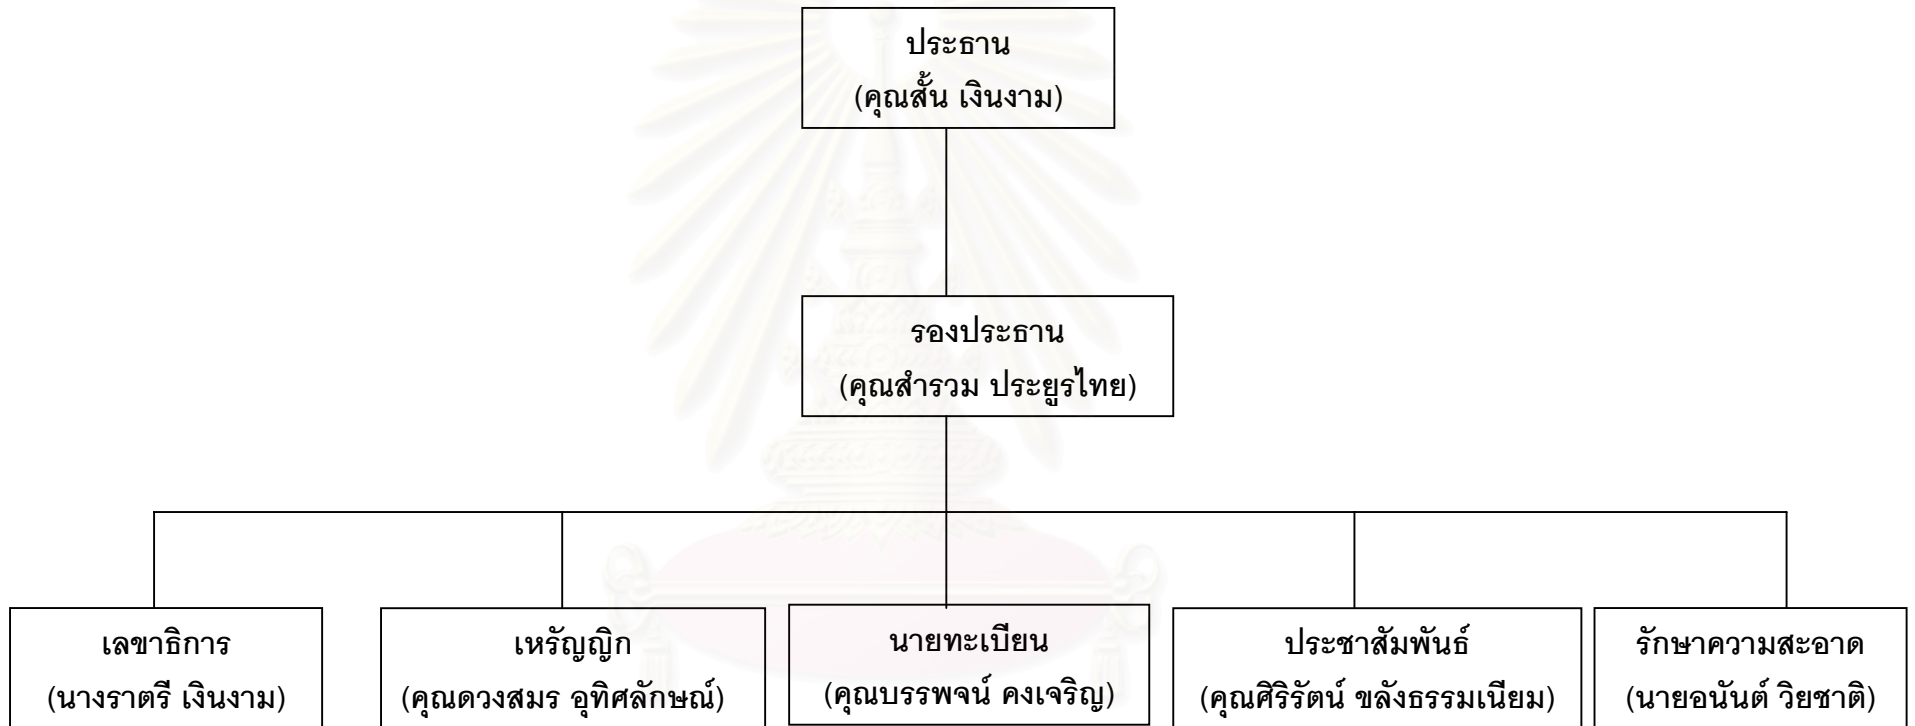 ประธาน
(คุณสั้น เงินงาม)
รองประธาน
(คุณสำรวม ประยูรไทย)
เลขาธิการ
(นางราตรี เงินงาม)
เหรัญญิก
(คุณดวงสมร อุทิศลักษณ์)
นายทะเบียน
(คุณบรรพจน์ คงเจริญ)
ประชาสัมพันธ์
(คุณศิริรัตน์ ขลังธรรมเนียม)
รักษาความสะอาด
(นายอนันต์ วิยชาติ)